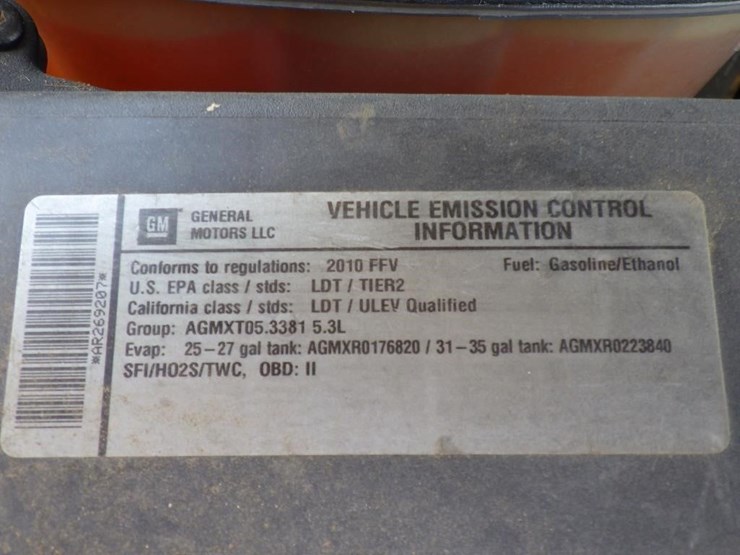 GM
GENERAL
MOTORS LLC
VEHICLE EMISSION CONTROL
INFORMATION
Conforms to regulations: 2010 FFV Fuel: Gasoline/Ethanol
U.S. EPA class / stds: LDT / TIER2
California class / stds: LDT / ULEV Qualified
Group: AGMXT05.3381 5.3L
Evap: 25-27 gal tank: AGMXR0176820 / 31-35 gal tank: AGMXR0223840
SFI/HO2S/TWC, OBD: II
*AR269207*